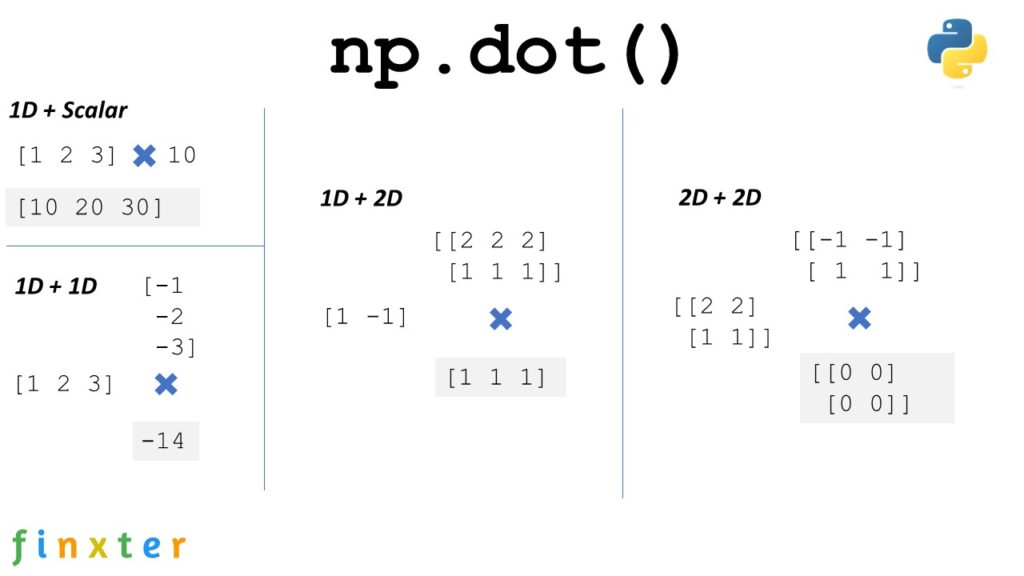 np.dot()
1D + Scalar
[1 2 3] ✖ 10
[10 20 30]
1D + 1D
[-1
-2
-3]
[1 2 3] ✖
-14
1D + 2D
[[2 2 2]
[1 1 1]]
[1 -1] ✖
[1 1 1]
2D + 2D
[[-1 -1]
[ 1  1]]
[[2 2]
[1 1]]
✖
[[0 0]
[0 0]]
finxter